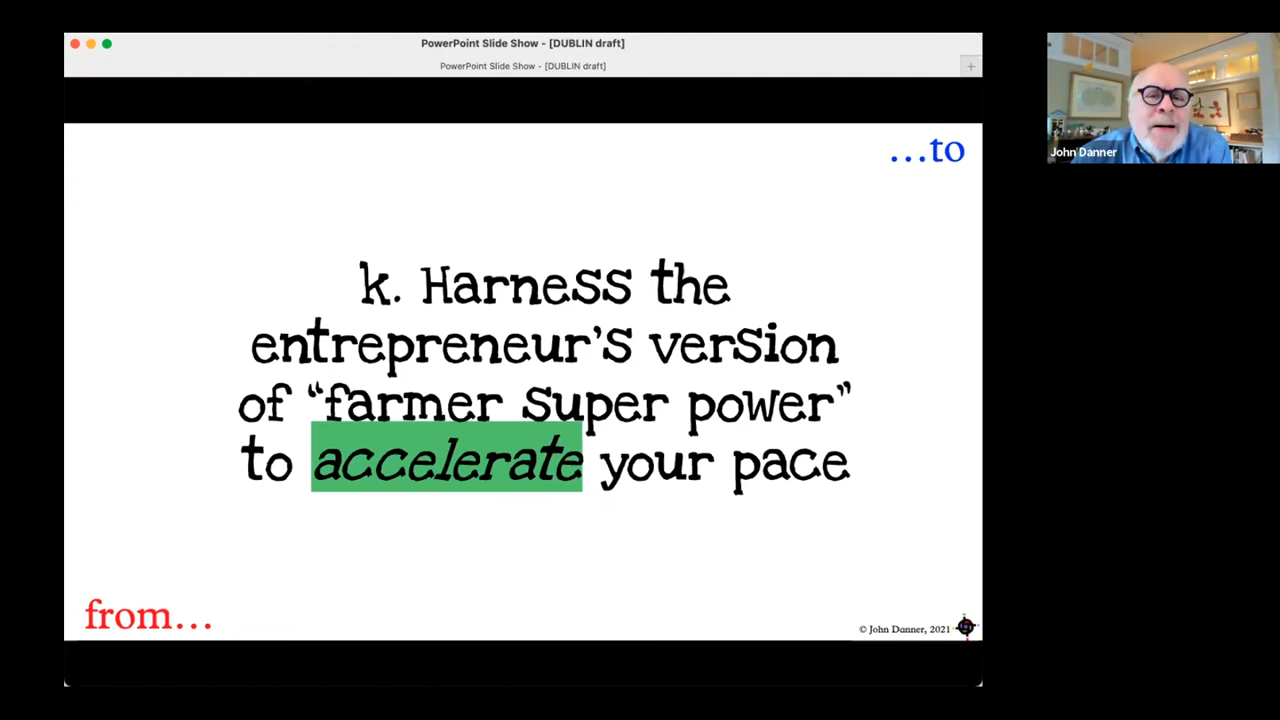 PowerPoint Slide Show - [DUBLIN draft]
PowerPoint Slide Show - [DUBLIN draft]
John Danner
...to
k. Harness the
entrepreneur's version
of “farmer super power”
to accelerate your pace
from...
© John Danner, 2021